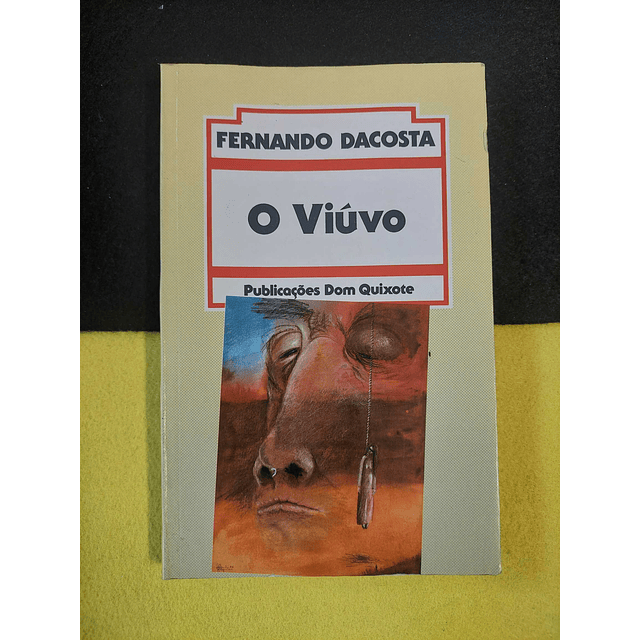 FERNANDO DACOSTA
O Viúvo
Publicações Dom Quixote